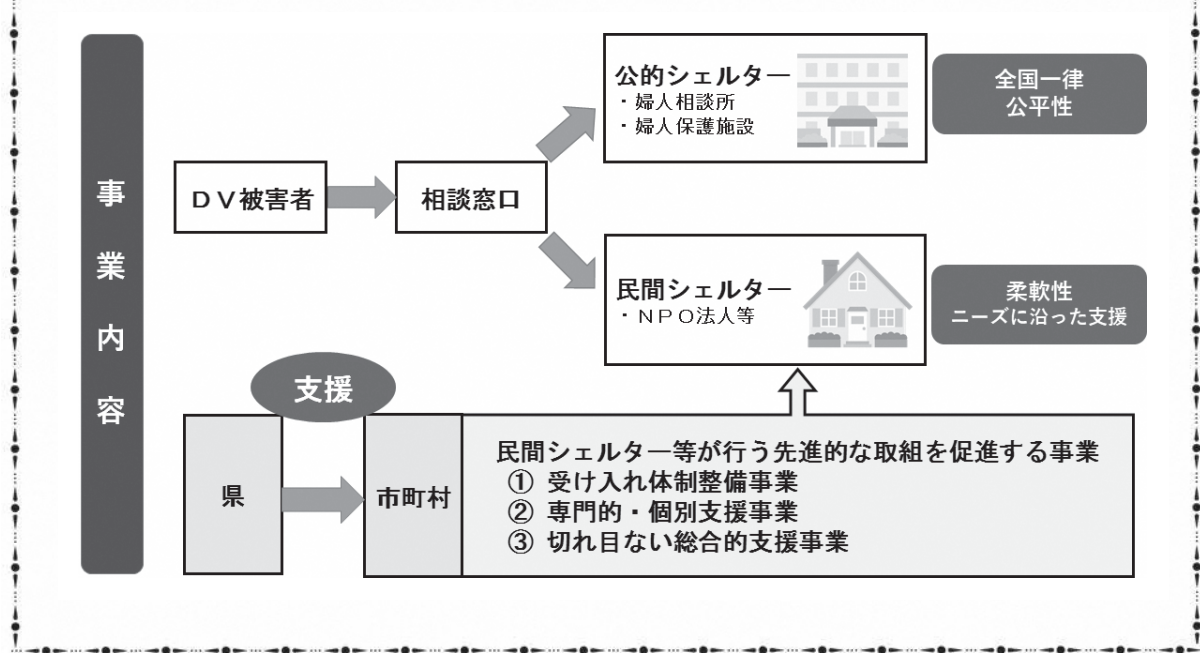 事業内容
ＤＶ被害者
相談窓口
公的シェルター
・婦人相談所
・婦人保護施設
全国一律
公平性
民間シェルター
・ＮＰＯ法人等
柔軟性
ニーズに沿った支援
支援
県
市町村
民間シェルター等が行う先進的な取組を促進する事業
① 受け入れ体制整備事業
② 専門的・個別支援事業
③ 切れ目ない総合的支援事業